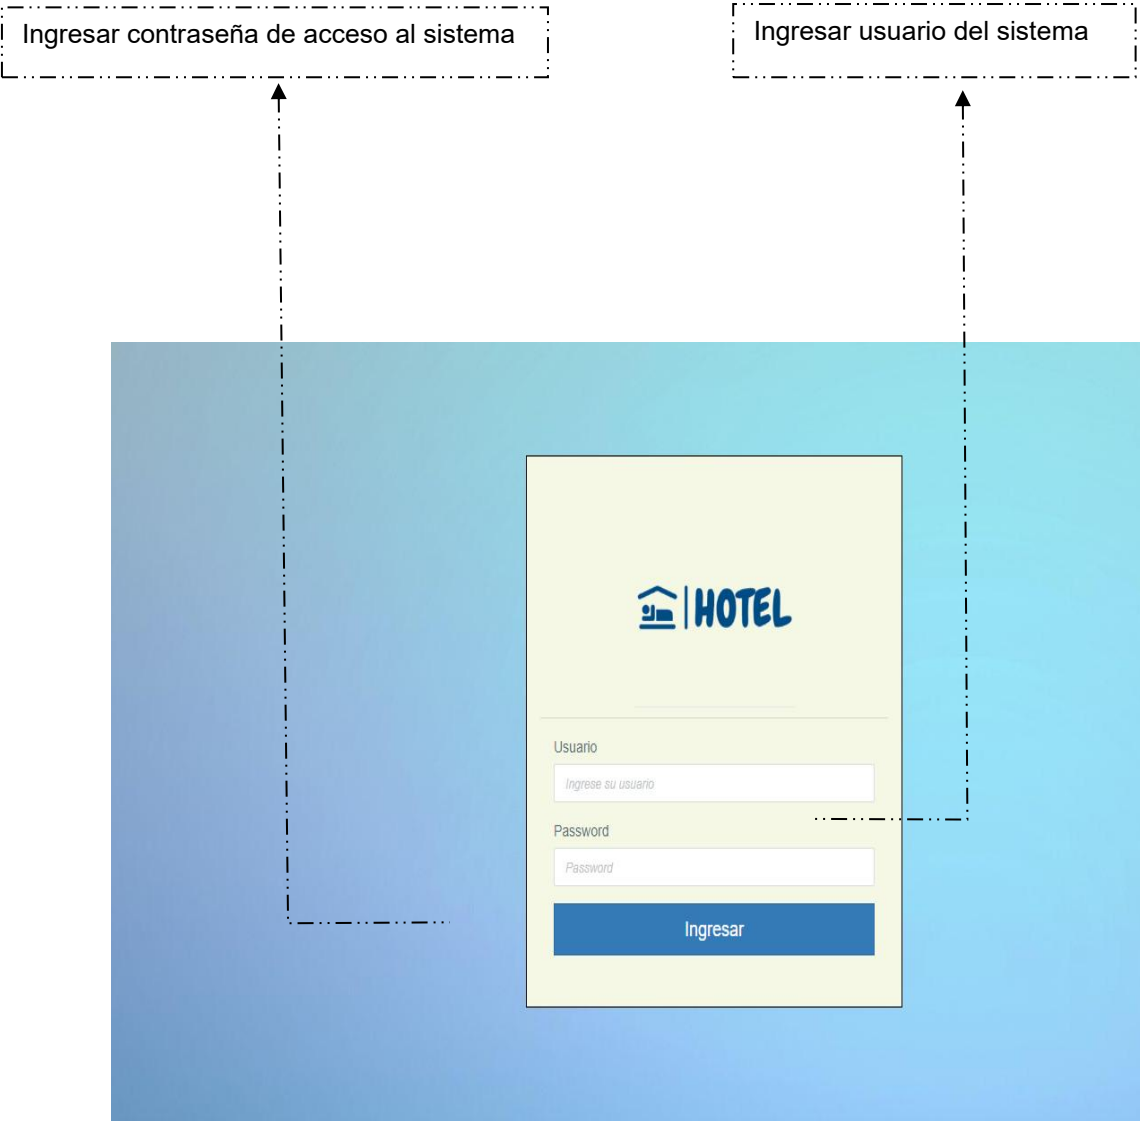 Ingresar contraseña de acceso al sistema
Ingresar usuario del sistema
HOTEL
Usuario
Ingrese su usuario
Password
Password
Ingresar